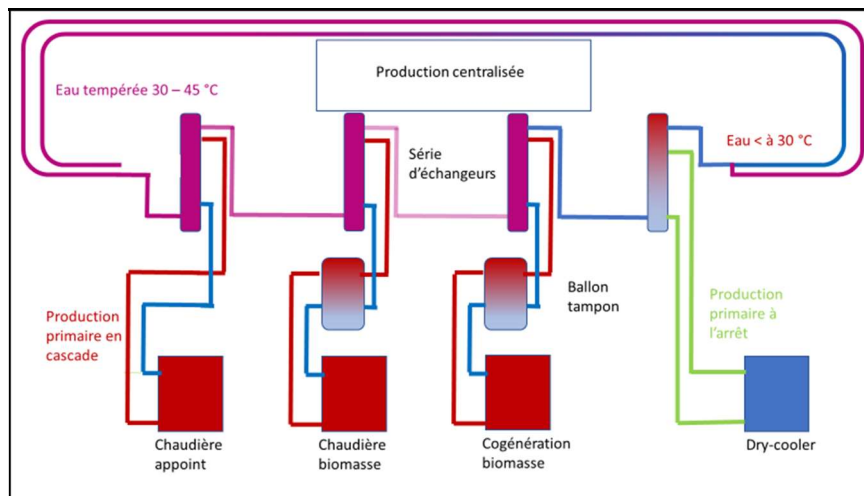 Production centralisée
Eau tempérée 30 – 45 °C
Eau < à 30 °C
Série
d’échangeurs
Ballon
tampon
Production
primaire en
cascade
Production
primaire à
l’arrêt
Chaudière
appoint
Chaudière
biomasse
Cogénération
biomasse
Dry-cooler